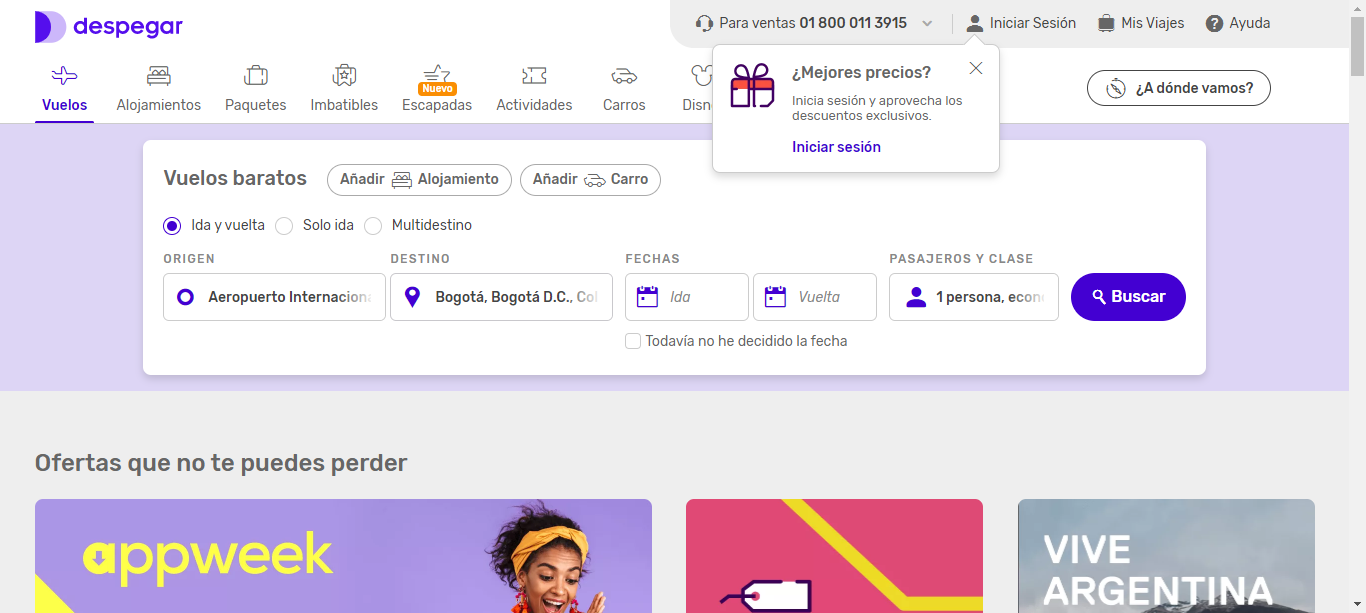 despegar
Para ventas 01 800 011 3915
Iniciar Sesión
Mis Viajes
Ayuda
Vuelos
Alojamientos
Paquetes
Imbatibles
Nuevo
Escapadas
Actividades
Carros
Disn
¿A dónde vamos?
¿Mejores precios?
Inicia sesión y aprovecha los
descuentos exclusivos.
Iniciar sesión
Vuelos baratos
Añadir Alojamiento
Añadir Carro
Ida y vuelta
Solo ida
Multidestino
ORIGEN
DESTINO
FECHAS
PASAJEROS Y CLASE
Aeropuerto Internaciona
Bogotá, Bogotá D.C., Col
Ida
Vuelta
1 persona, econ
Buscar
Todavía no he decidido la fecha
Ofertas que no te puedes perder
appweek
VIVE
ARGENTINA